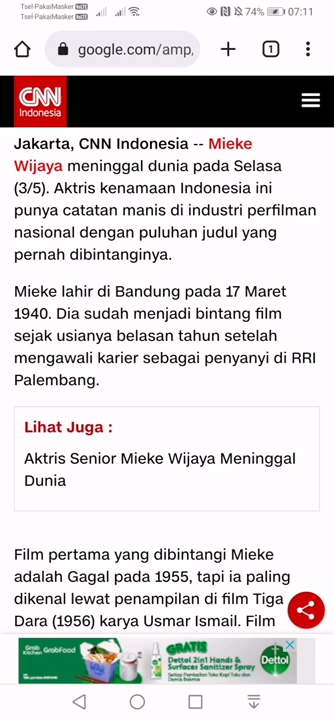 Tsel-PakaiMasker VoLTE
Tsel-PakaiMasker VoLTE
74% 07:11
google.com/amp,
1
CNN
Indonesia
Jakarta, CNN Indonesia -- Mieke
Wijaya meninggal dunia pada Selasa
(3/5). Aktris kenamaan Indonesia ini
punya catatan manis di industri perfilman
nasional dengan puluhan judul yang
pernah dibintanginya.
Mieke lahir di Bandung pada 17 Maret
1940. Dia sudah menjadi bintang film
sejak usianya belasan tahun setelah
mengawali karier sebagai penyanyi di RRI
Palembang.
Lihat Juga :
Aktris Senior Mieke Wijaya Meninggal
Dunia
Film pertama yang dibintangi Mieke
adalah Gagal pada 1955, tapi ia paling
dikenal lewat penampilan di film Tiga
Dara (1956) karya Usmar Ismail. Film
Grab Kitchen GrabFood
GRATIS
Dettol 2in1 Hands &
Surfaces Sanitizer Spray
Dettol